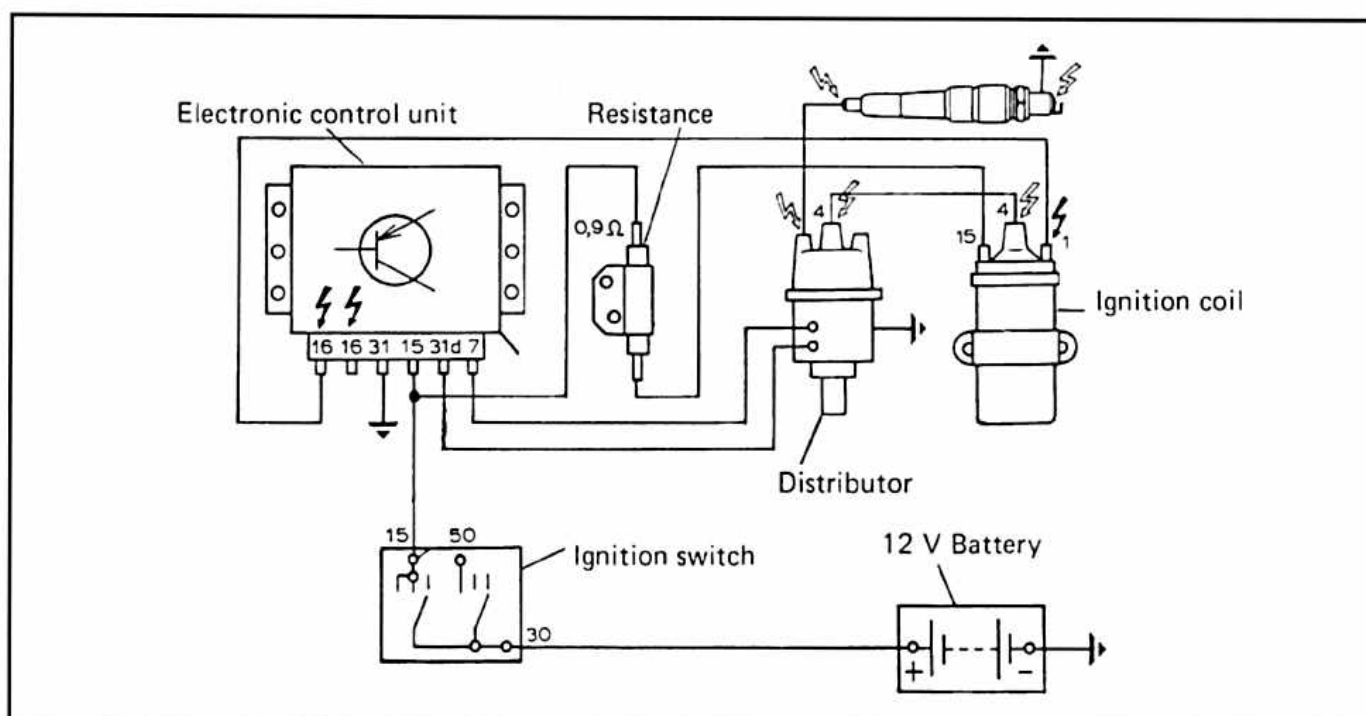 Electronic control unit
Resistance
0,9Ω
4
4
15
1
Ignition coil
16 16 31 15 31d 7
Distributor
15 50
Ignition switch
12 V Battery
30
+ -